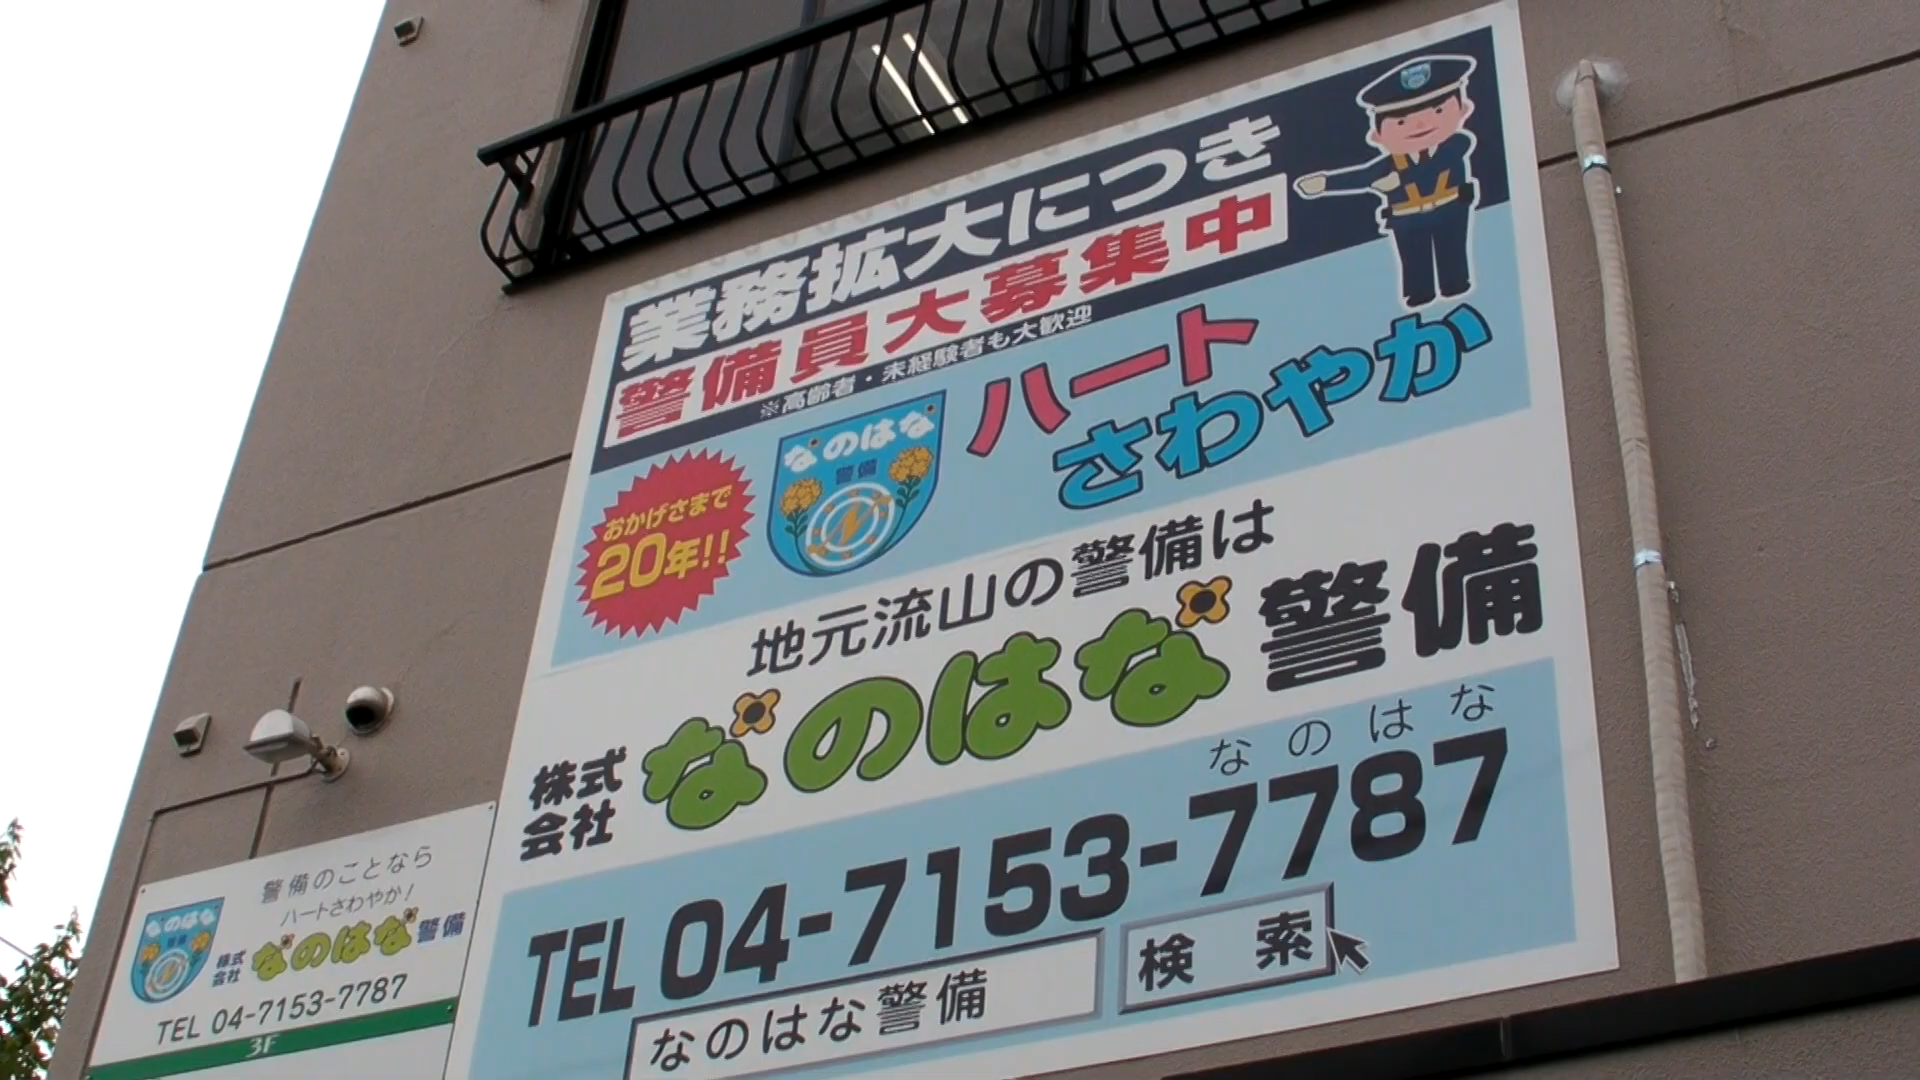 業務拡大につき
警備員大募集中
※高齢者・未経験者も大歓迎
ハート
さわやか
なのはな
警備
おかげさまで
20年!!
地元流山の警備は
株式
会社
なのはな警備
なのはな
TEL 04-7153-7787
なのはな警備
検索
警備のことなら
ハートさわやか!
なのはな
警備
株式
会社
なのはな警備
TEL 04-7153-7787
3F